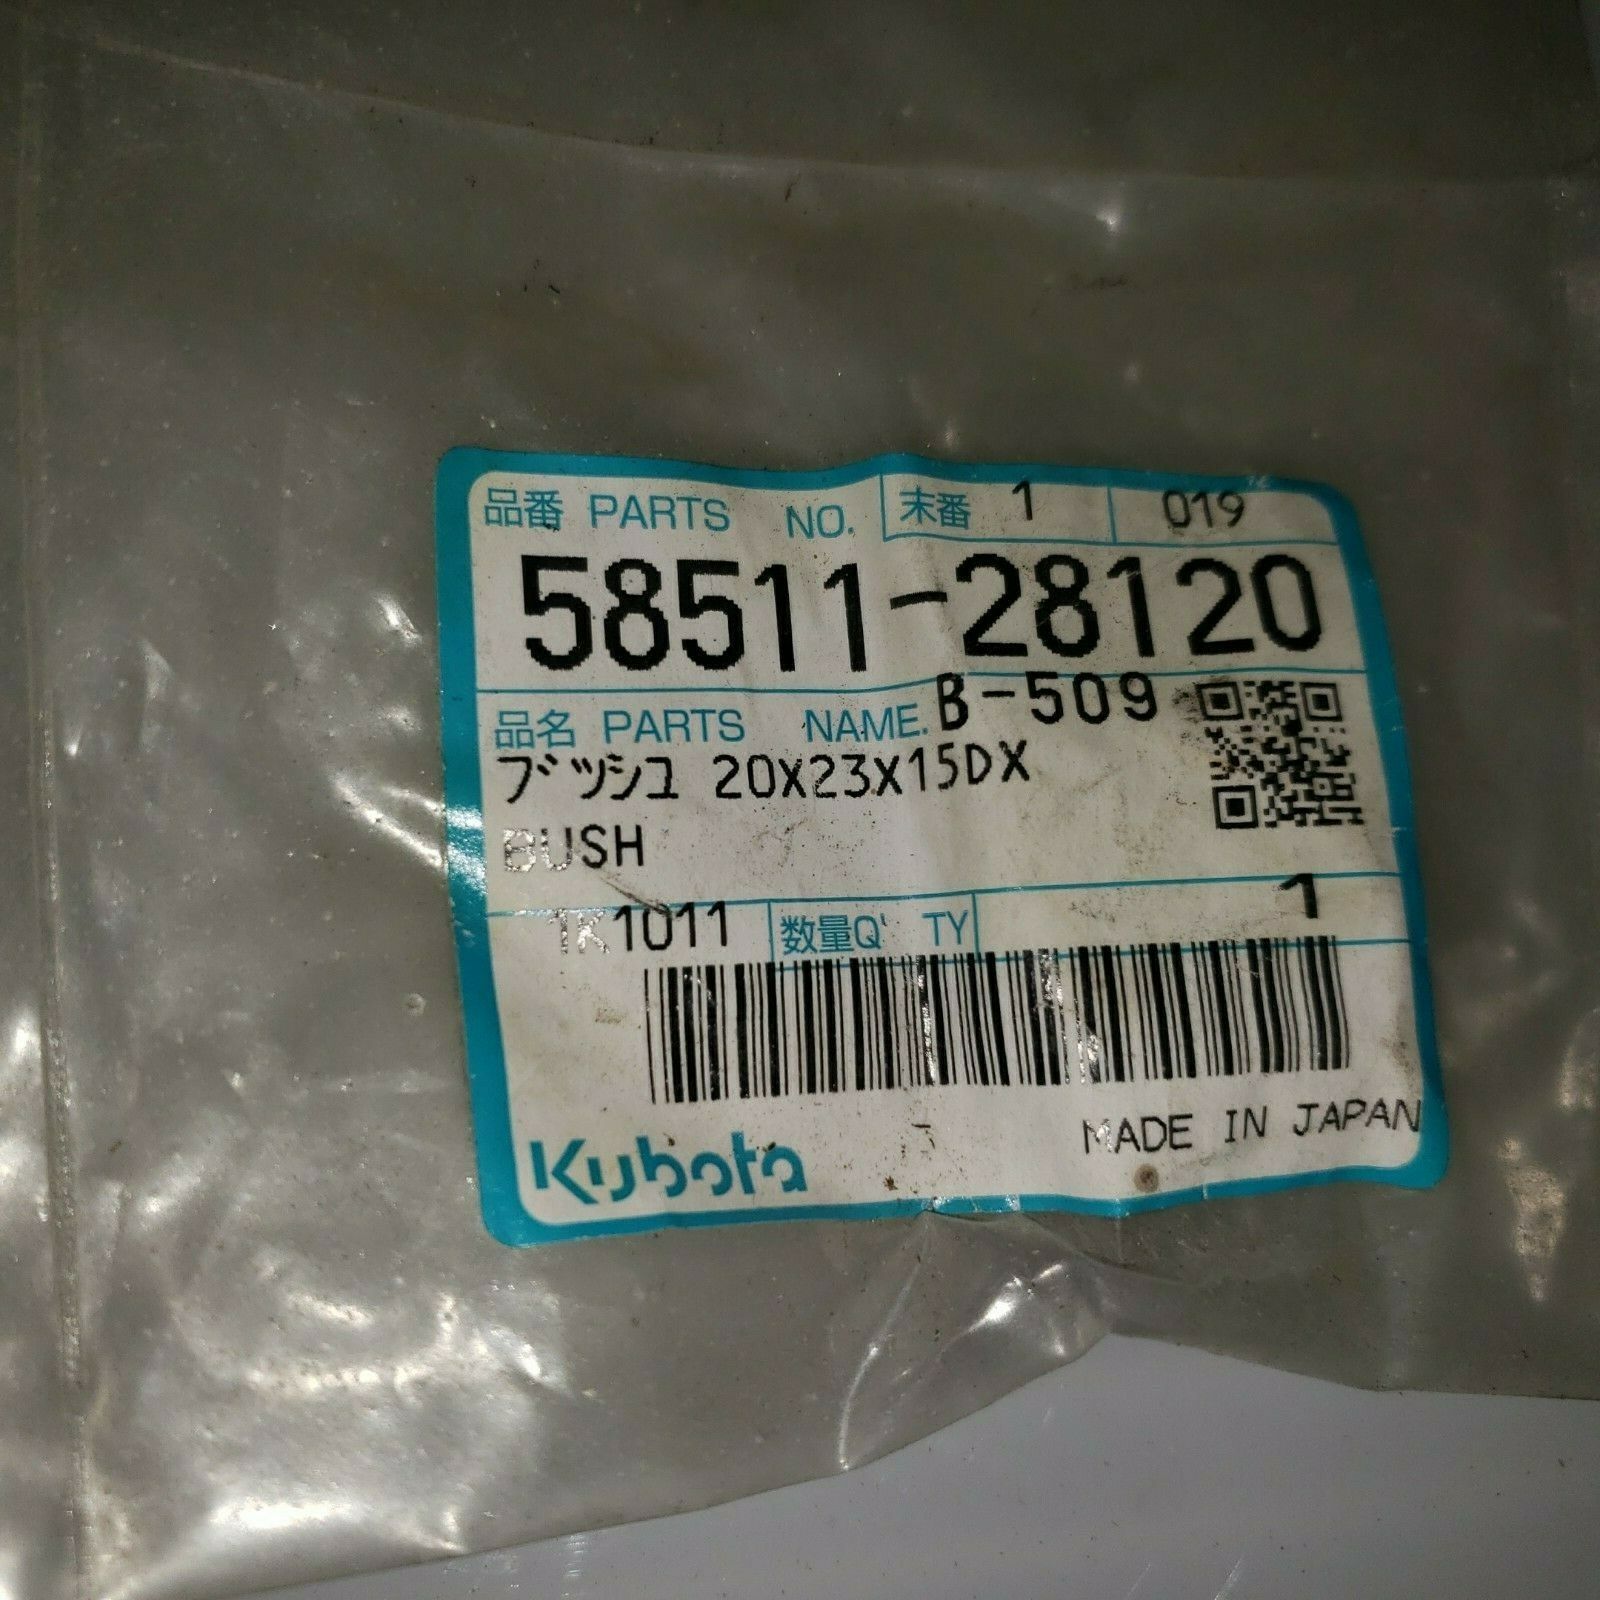 品番 PARTS NO. 末番 1 019
58511-28120
B-509
品名 PARTS NAME.
ブッシュ 20X23X15DX
BUSH
1K1011 数量Q'TY 1
Kubota
MADE IN JAPAN